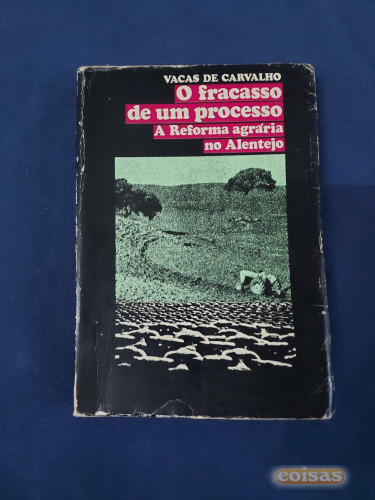 VACAS DE CARVALHO
O fracasso
de um processo
A Reforma agrária
no Alentejo
coisas